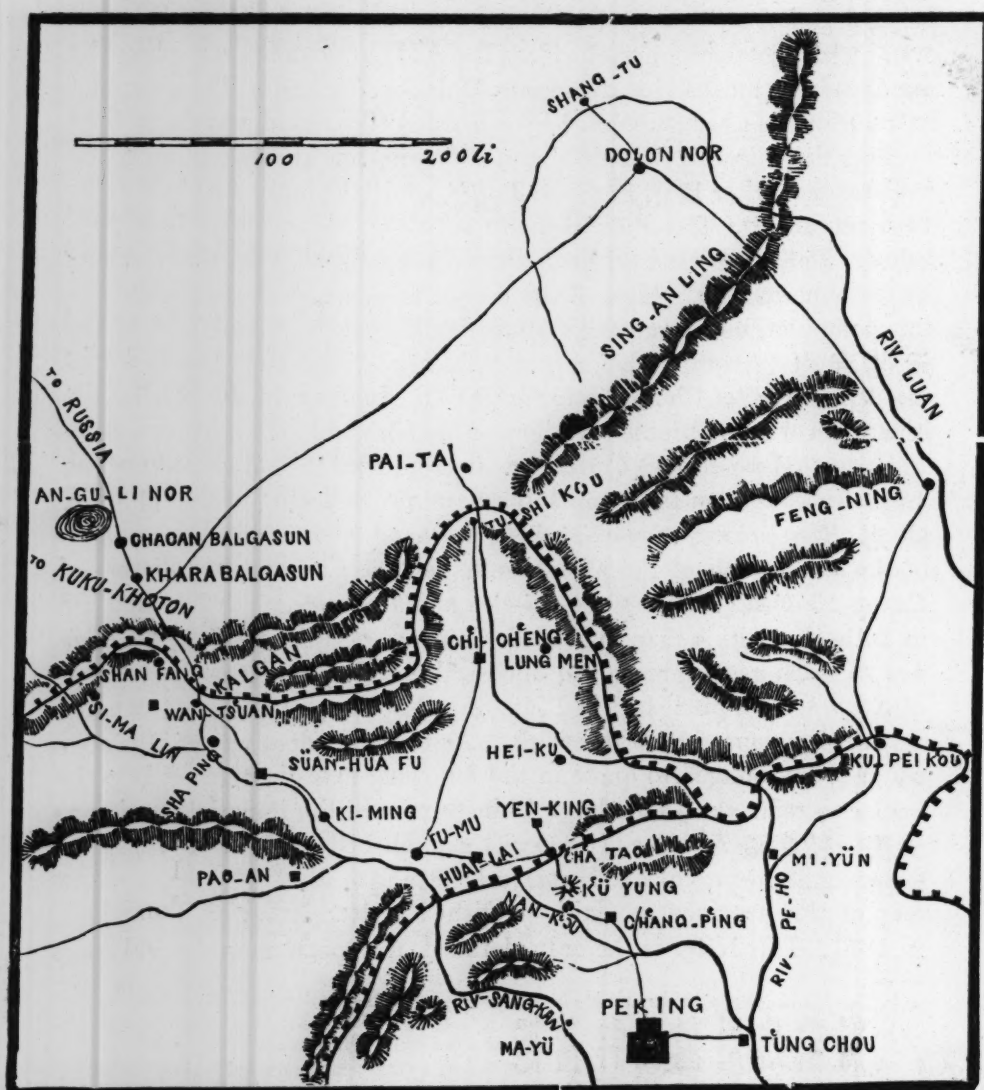 SHANG-TU
100
200 li
DOLON NOR
SING-AN LING
RIV- LUAN
TO RUSSIA
PAI-TA
AN-GU-LI NOR
TU-SHI KOU
FENG-NING
CHAOAN BALGASUN
TO KUKU-KHOTON
KHARA BALGASUN
CHI-CHENG
LUNG MEN
KALGAN
SHAN FANG
SI-MA LIN
WAN-TSUAN
SÜAN-HUA FU
HEI-KU
KU PEI KOU
SHA PING
KI-MING
YEN-KING
TU-MU
HUAI-LAI
CHA TAO
MI-YÜN
PAO-AN
KÜ YUNG
NAN-K'OU
CHANG-PING
RIV- PE-HO
RIV-SANG-KAN
PEKING
MA-YÜ
TUNG CHOU